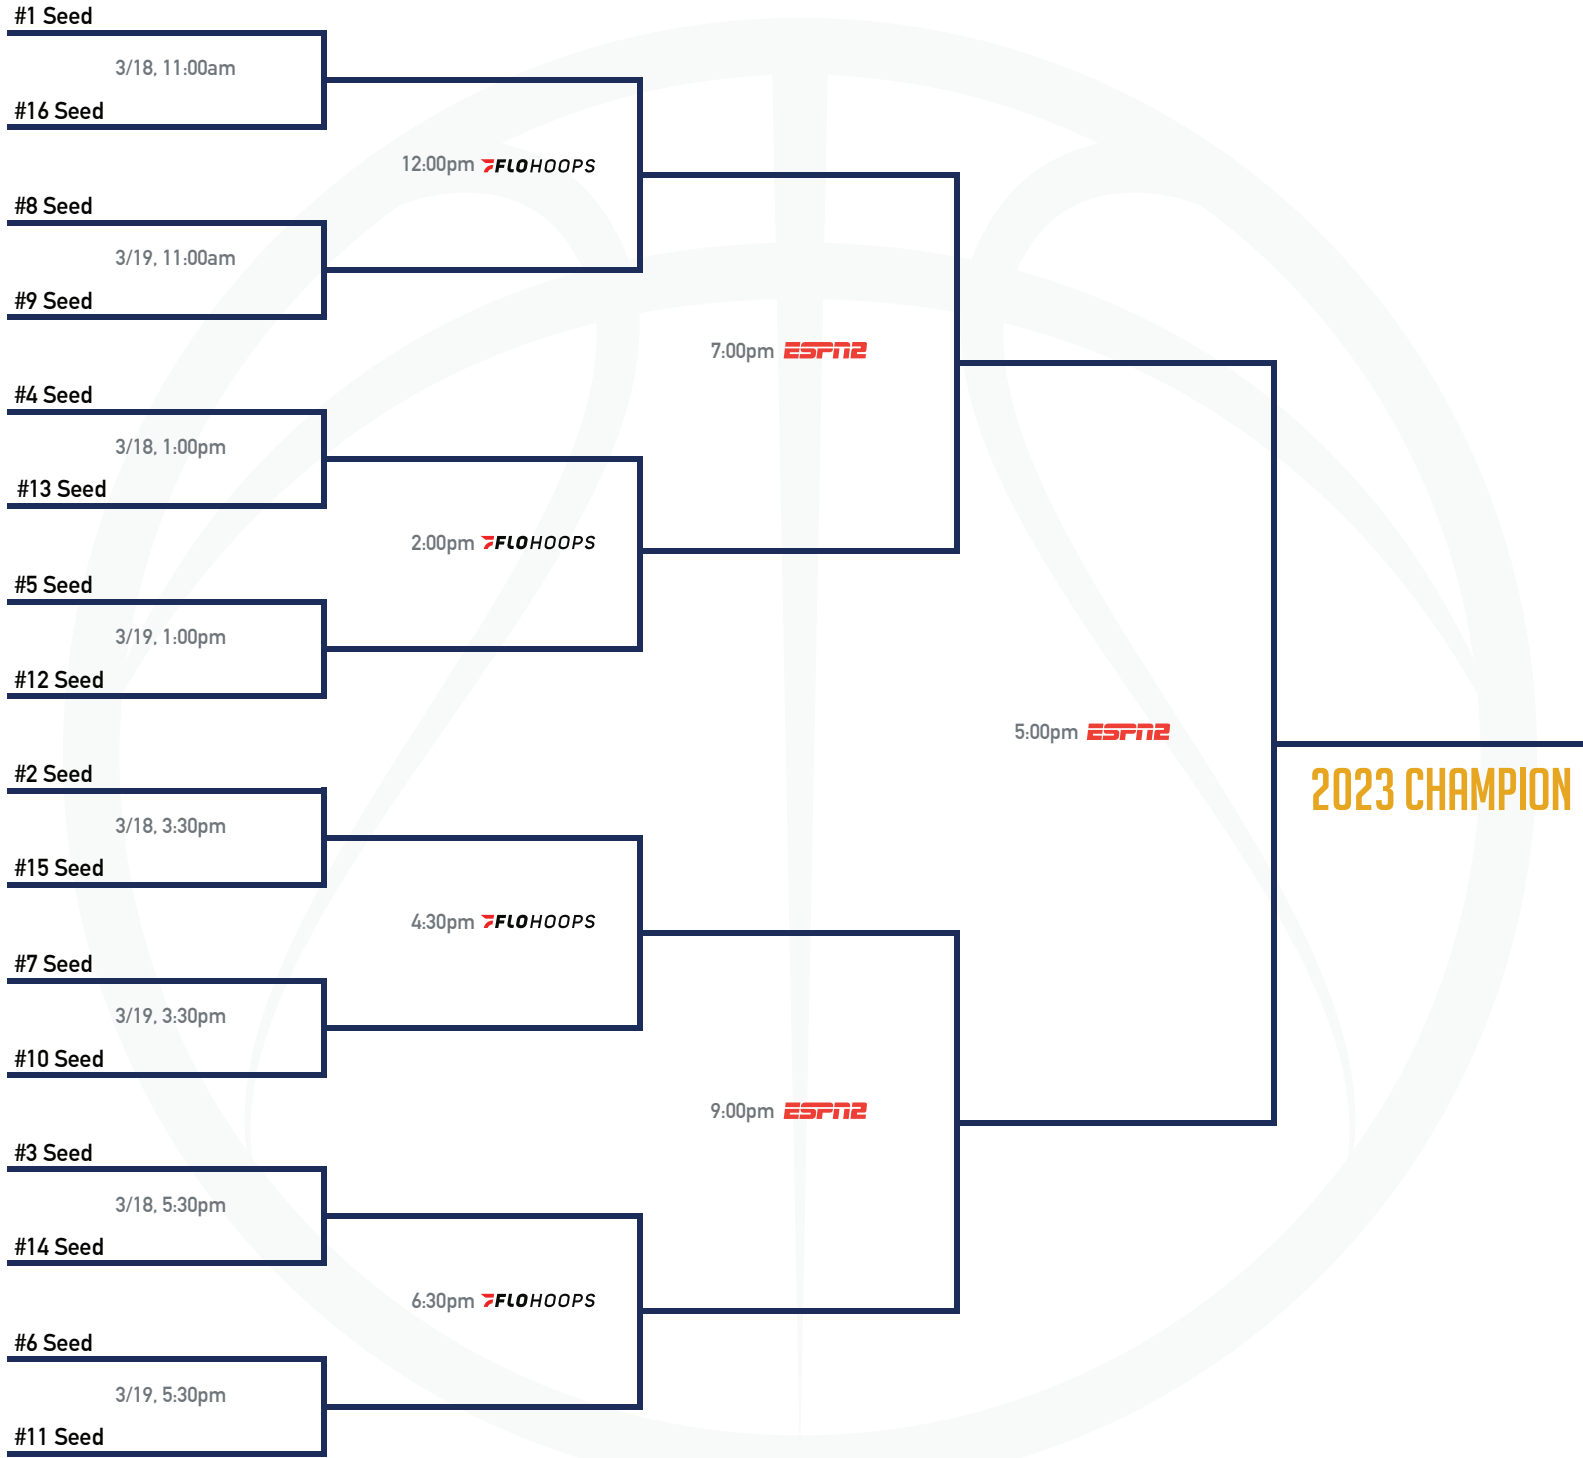 #1 Seed
3/18, 11:00am
#16 Seed
12:00pm FLOHOOPS
#8 Seed
3/19, 11:00am
#9 Seed
7:00pm ESPN2
#4 Seed
3/18, 1:00pm
#13 Seed
2:00pm FLOHOOPS
#5 Seed
3/19, 1:00pm
#12 Seed
5:00pm ESPN2
2023 CHAMPION
#2 Seed
3/18, 3:30pm
#15 Seed
4:30pm FLOHOOPS
#7 Seed
3/19, 3:30pm
#10 Seed
9:00pm ESPN2
#3 Seed
3/18, 5:30pm
#14 Seed
6:30pm FLOHOOPS
#6 Seed
3/19, 5:30pm
#11 Seed